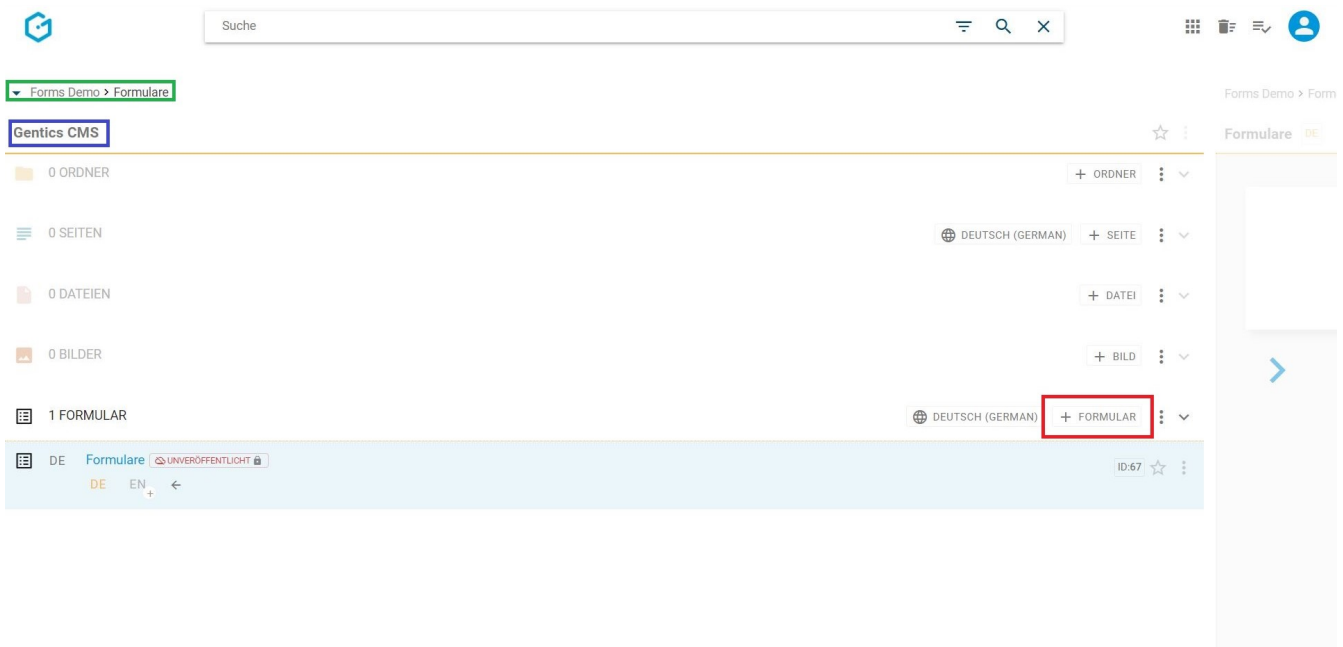 Suche
Forms Demo > Formulare
Forms Demo > Form
Gentics CMS
Formulare DE
0 ORDNER
+ ORDNER
0 SEITEN
DEUTSCH (GERMAN)
+ SEITE
0 DATEIEN
+ DATEI
0 BILDER
+ BILD
1 FORMULAR
DEUTSCH (GERMAN)
+ FORMULAR
DE Formulare UNVERÖFFENTLICHT
ID:67
DE EN